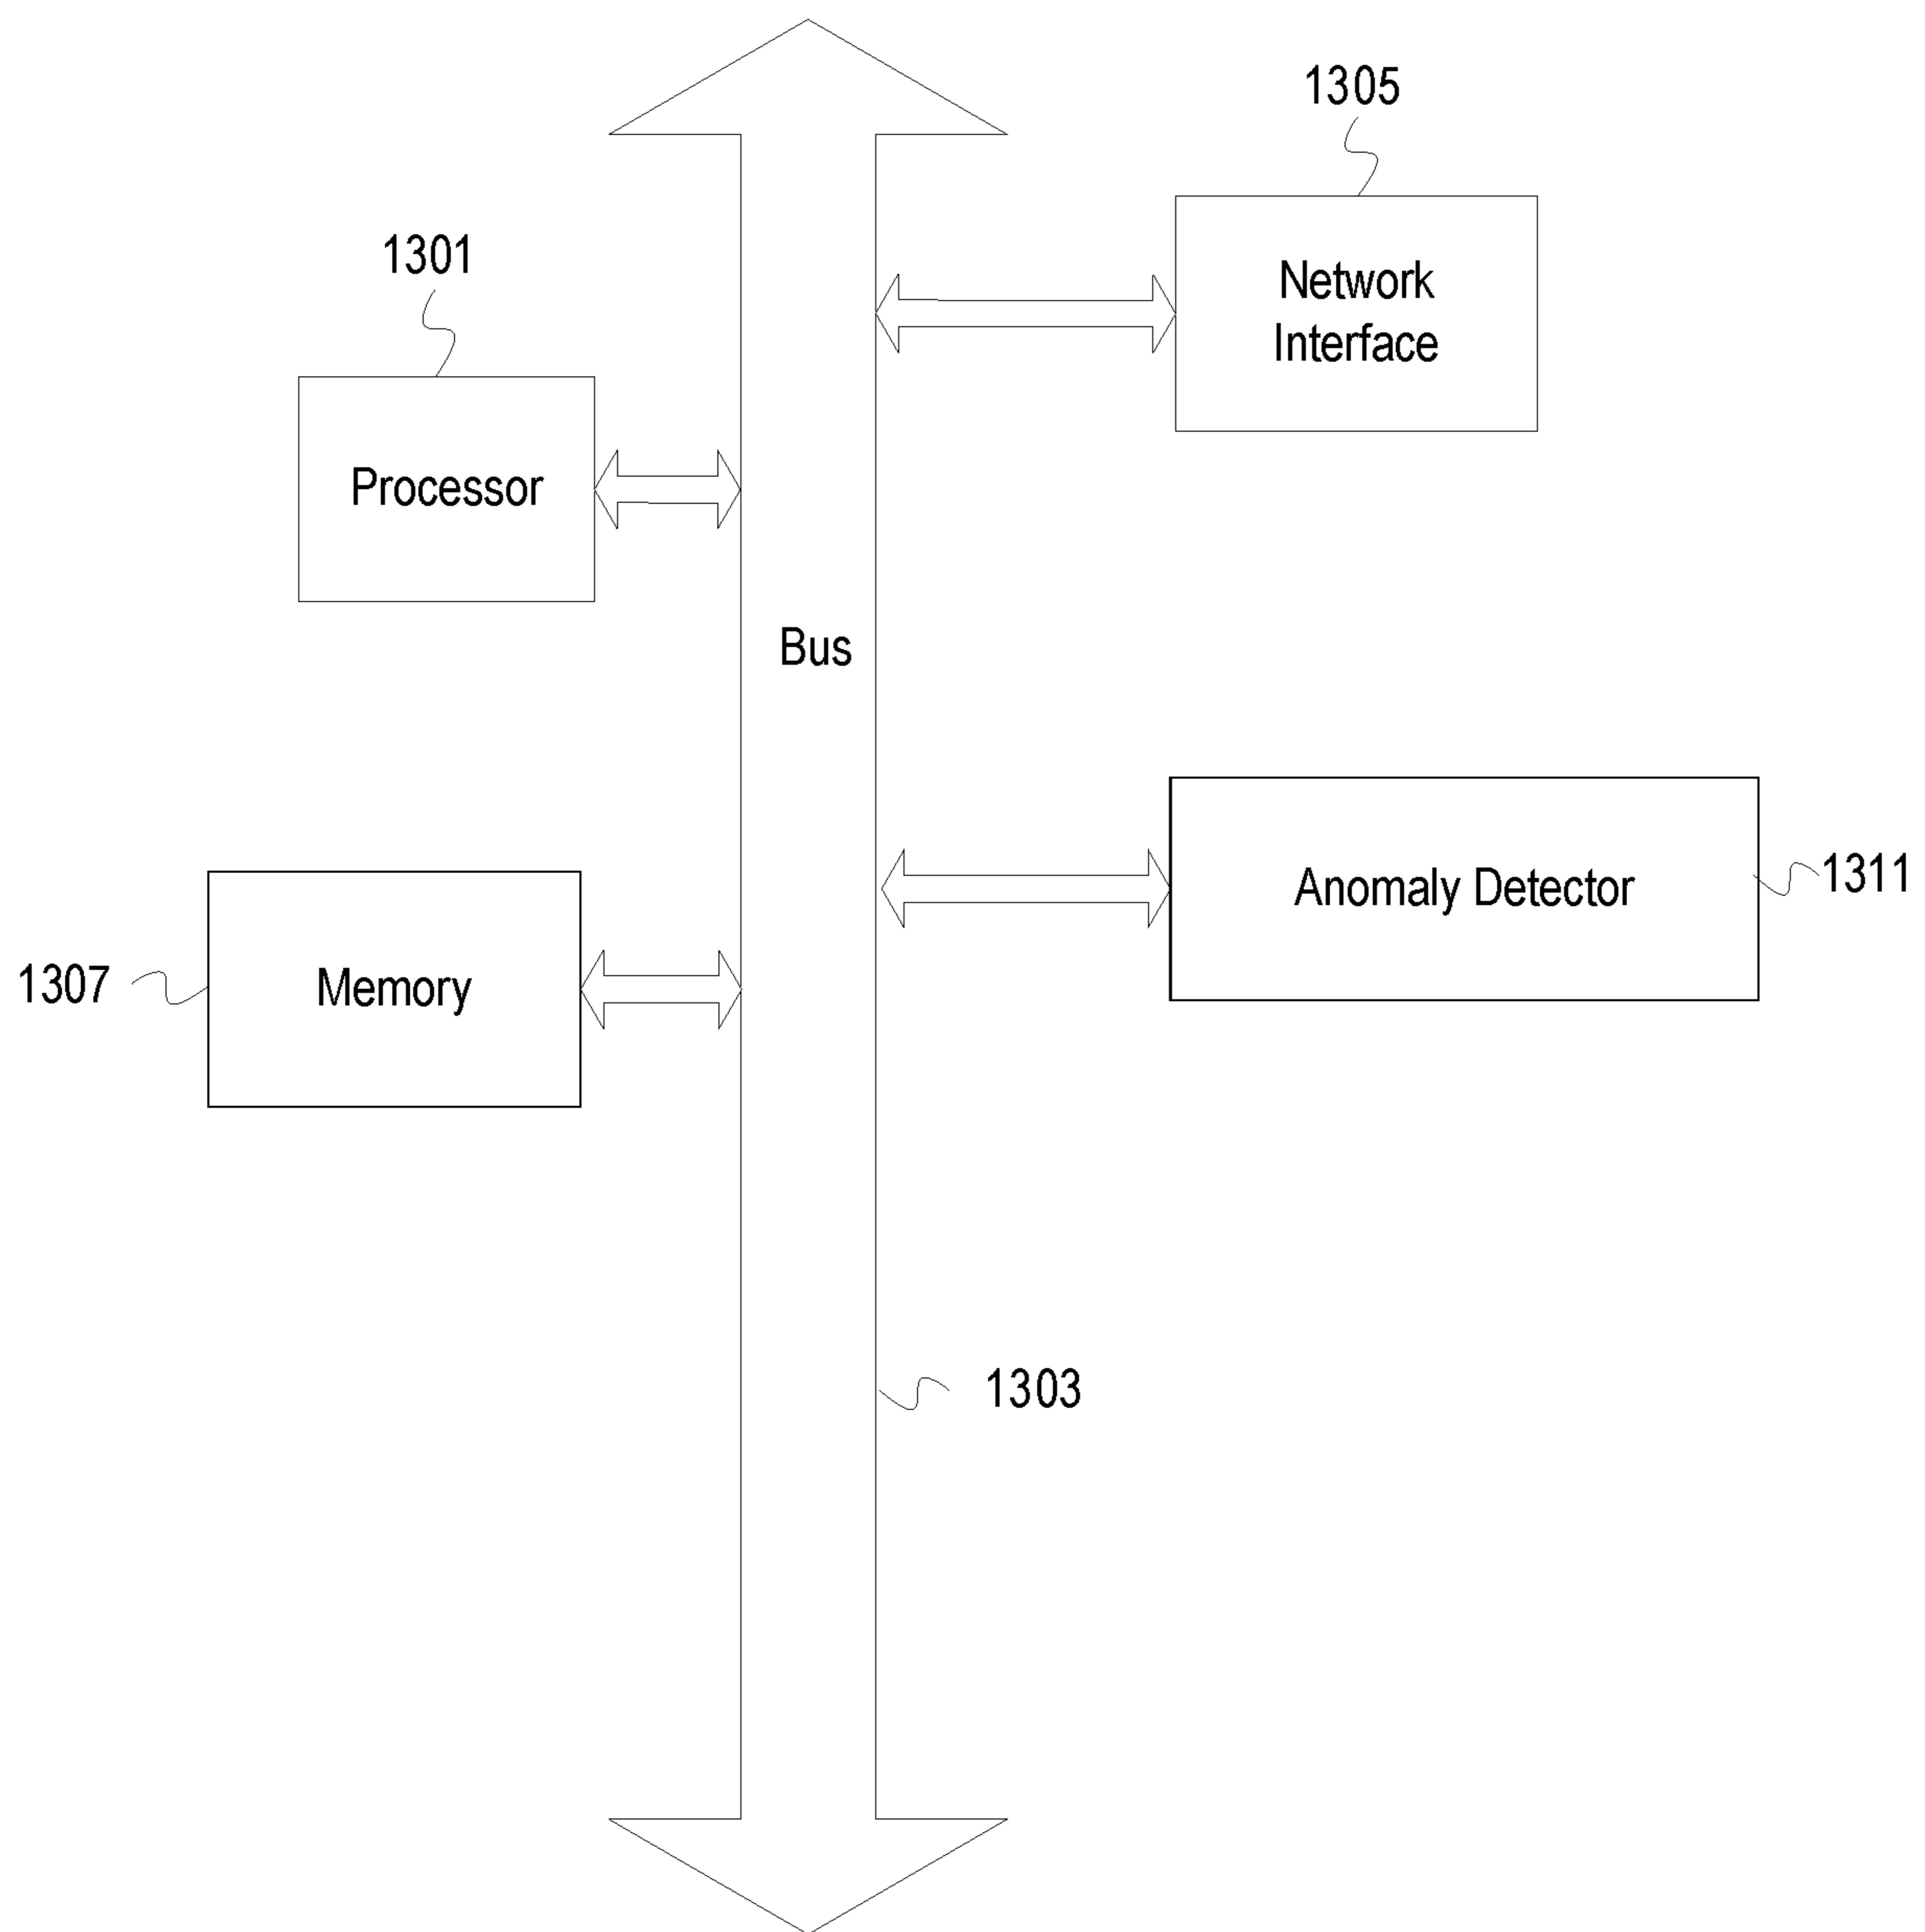 1305
Network
Interface
1301
Processor
Bus
Anomaly Detector
1311
1307
Memory
1303